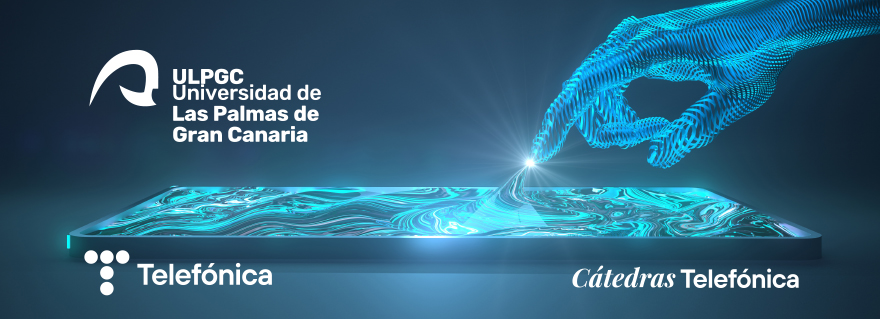 ULPGC
Universidad de
Las Palmas de
Gran Canaria
Telefónica
Cátedras Telefónica